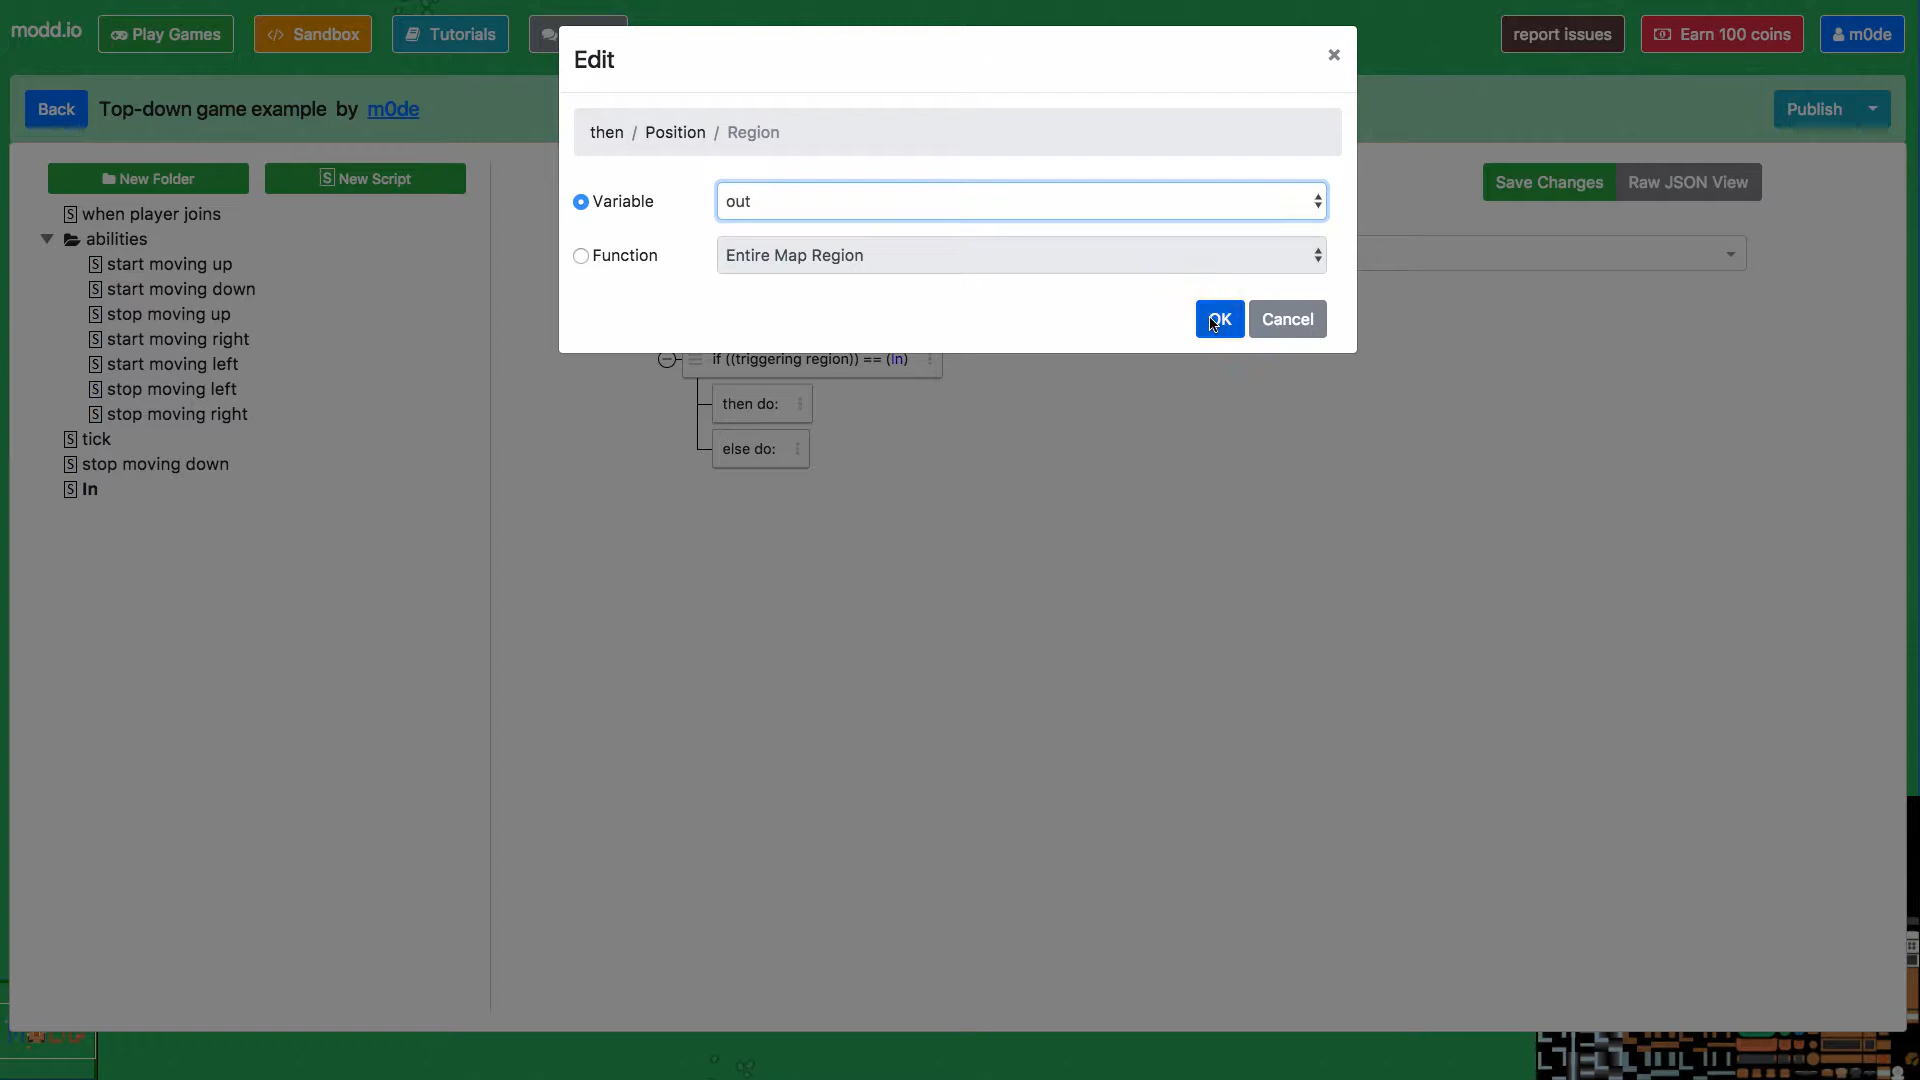 modd.io
Play Games
Sandbox
Tutorials
report issues
Earn 100 coins
m0de
Back
Top-down game example by m0de
Publish
New Folder
New Script
when player joins
abilities
start moving up
start moving down
stop moving up
start moving right
start moving left
stop moving left
stop moving right
tick
stop moving down
In
Edit
×
then / Position / Region
Variable
out
Function
Entire Map Region
OK
Cancel
Save Changes
Raw JSON View
if ((triggering region)) == (In)
then do:
else do: